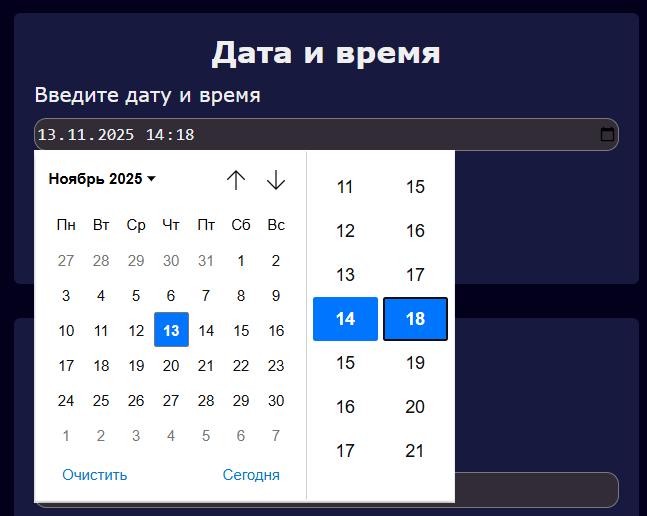 Дата и время
Введите дату и время
13.11.2025 14:18
Ноябрь 2025
Пн Вт Ср Чт Пт Сб Вс
27 28 29 30 31 1 2
3 4 5 6 7 8 9
10 11 12 13 14 15 16
17 18 19 20 21 22 23
24 25 26 27 28 29 30
1 2 3 4 5 6 7
Очистить Сегодня
11 15
12 16
13 17
14 18
15 19
16 20
17 21